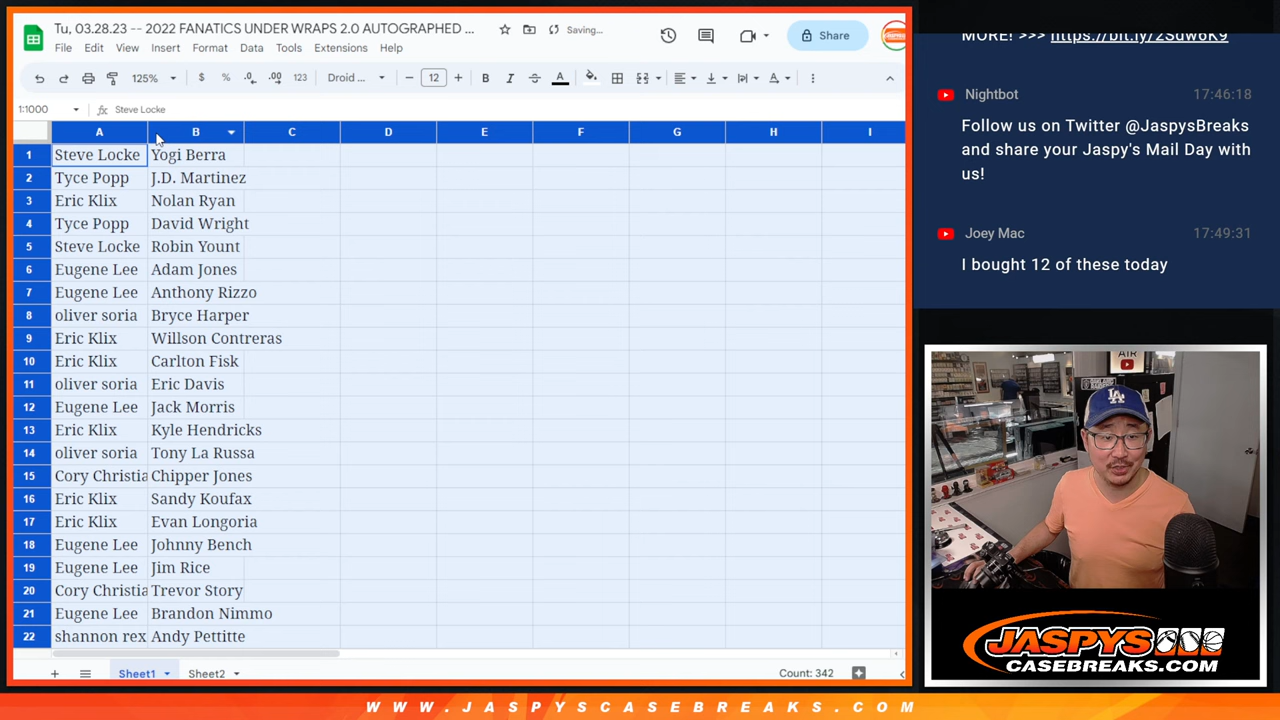 Tu, 03.28.23 -- 2022 FANATICS UNDER WRAPS 2.0 AUTOGRAPHED ...
Saving...
File Edit View Insert Format Data Tools Extensions Help
Share
125% $ % .0 .00 123 Droid ... 12 B I A
1:1000 fx Steve Locke
A B C D E F G H I
1 Steve Locke Yogi Berra
2 Tyce Popp J.D. Martinez
3 Eric Klix Nolan Ryan
4 Tyce Popp David Wright
5 Steve Locke Robin Yount
6 Eugene Lee Adam Jones
7 Eugene Lee Anthony Rizzo
8 oliver soria Bryce Harper
9 Eric Klix Willson Contreras
10 Eric Klix Carlton Fisk
11 oliver soria Eric Davis
12 Eugene Lee Jack Morris
13 Eric Klix Kyle Hendricks
14 oliver soria Tony La Russa
15 Cory Christia Chipper Jones
16 Eric Klix Sandy Koufax
17 Eric Klix Evan Longoria
18 Eugene Lee Johnny Bench
19 Eugene Lee Jim Rice
20 Cory Christia Trevor Story
21 Eugene Lee Brandon Nimmo
22 shannon rex Andy Pettitte
Sheet1 Sheet2 Count: 342
MORE! >>> https://bit.ly/2Sdw6K9
Nightbot 17:46:18
Follow us on Twitter @JaspysBreaks
and share your Jaspy's Mail Day with
us!
Joey Mac 17:49:31
I bought 12 of these today
AIR
LA
JASPYS
CASEBREAKS.COM
WWW.JASPYSCASEBREAKS.COM